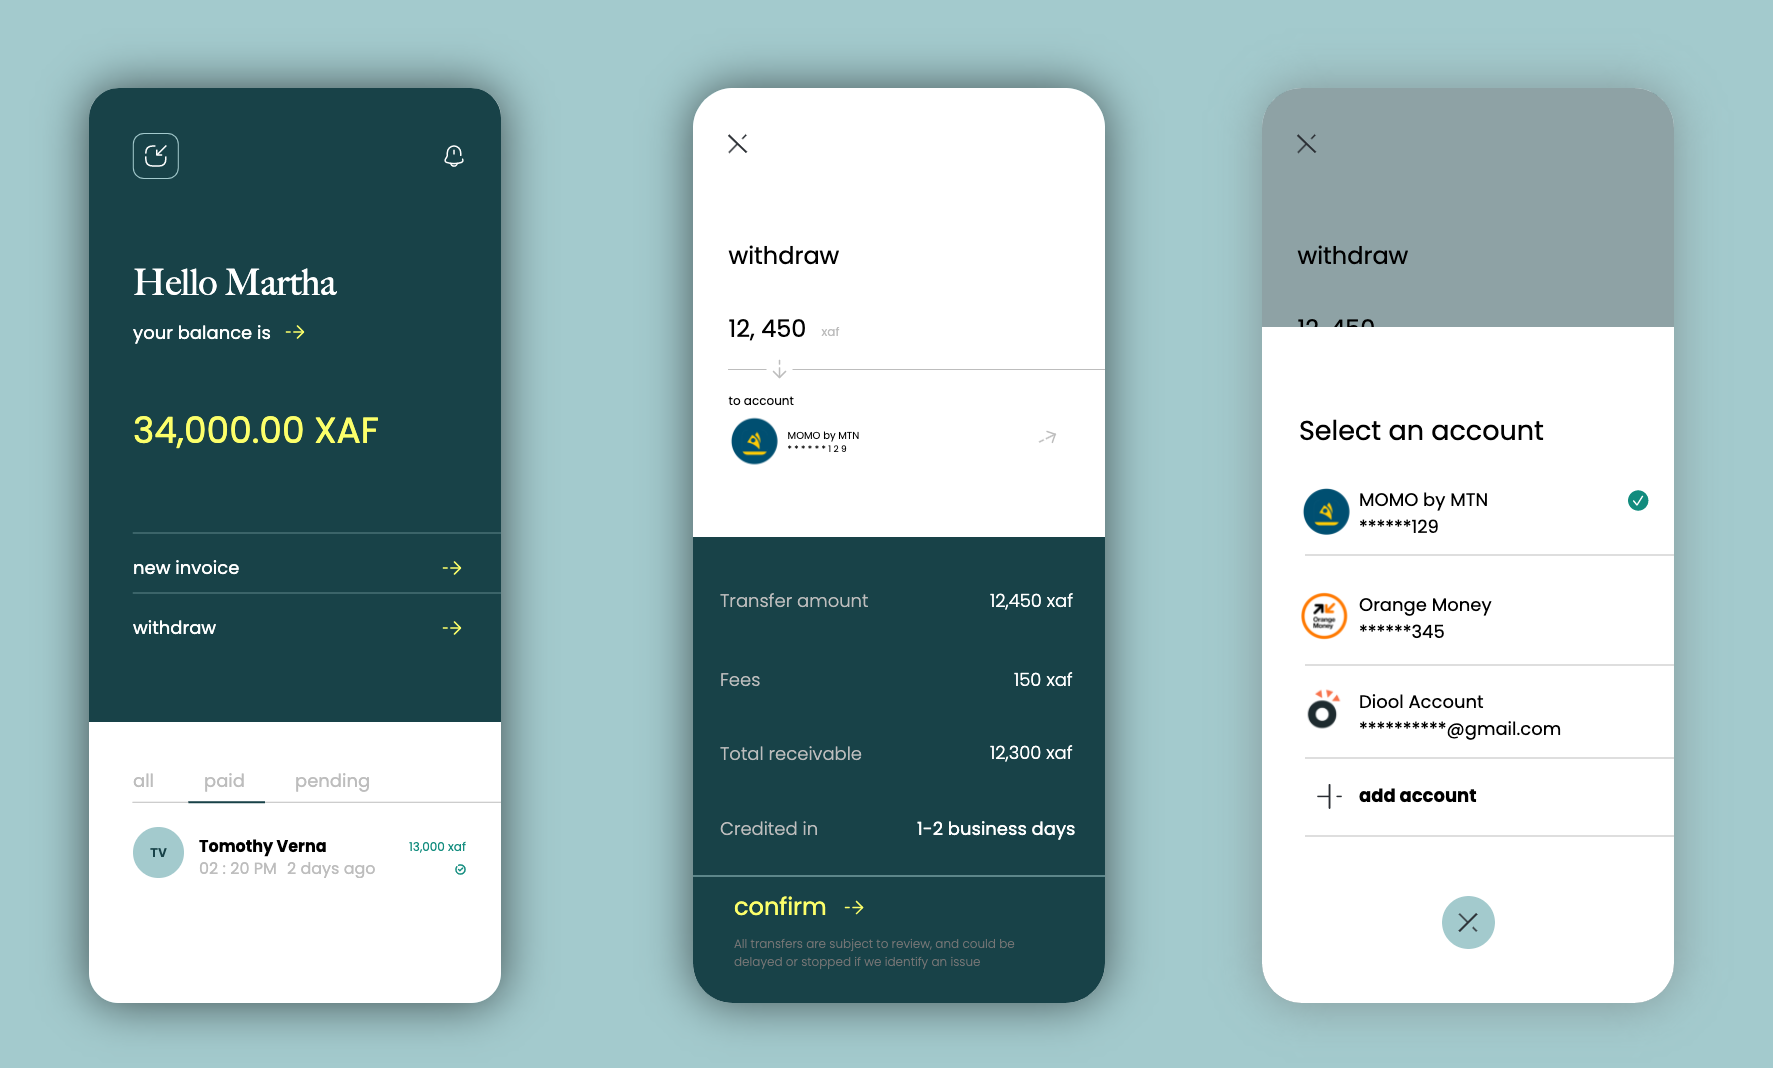 Hello Martha
your balance is
34,000.00 XAF
new invoice
withdraw
all paid pending
TV
Tomothy Verna 13,000 xaf
02 : 20 PM 2 days ago
withdraw
12, 450 xaf
to account
MOMO by MTN
******129
Transfer amount 12,450 xaf
Fees 150 xaf
Total receivable 12,300 xaf
Credited in 1-2 business days
confirm
All transfers are subject to review, and could be
delayed or stopped if we identify an issue
withdraw
12, 450
Select an account
MOMO by MTN
******129
Orange Money
******345
Orange
Money
Diool Account
**********@gmail.com
add account